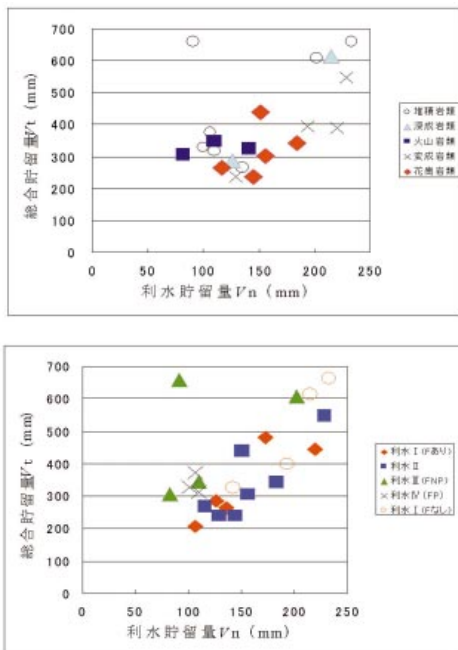 700
600
500
400
300
200
100
0
総合貯留量Vt (mm)
0 50 100 150 200 250
利水貯留量Vn (mm)
堆積岩類
深成岩類
火山岩類
変成岩類
花崗岩類
700
600
500
400
300
200
100
0
総合貯留量Vt (mm)
0 50 100 150 200 250
利水貯留量Vn (mm)
利水Ⅰ(Fあり)
利水Ⅱ
利水Ⅲ(FNP)
利水Ⅳ(FP)
利水Ⅰ(Fなし)